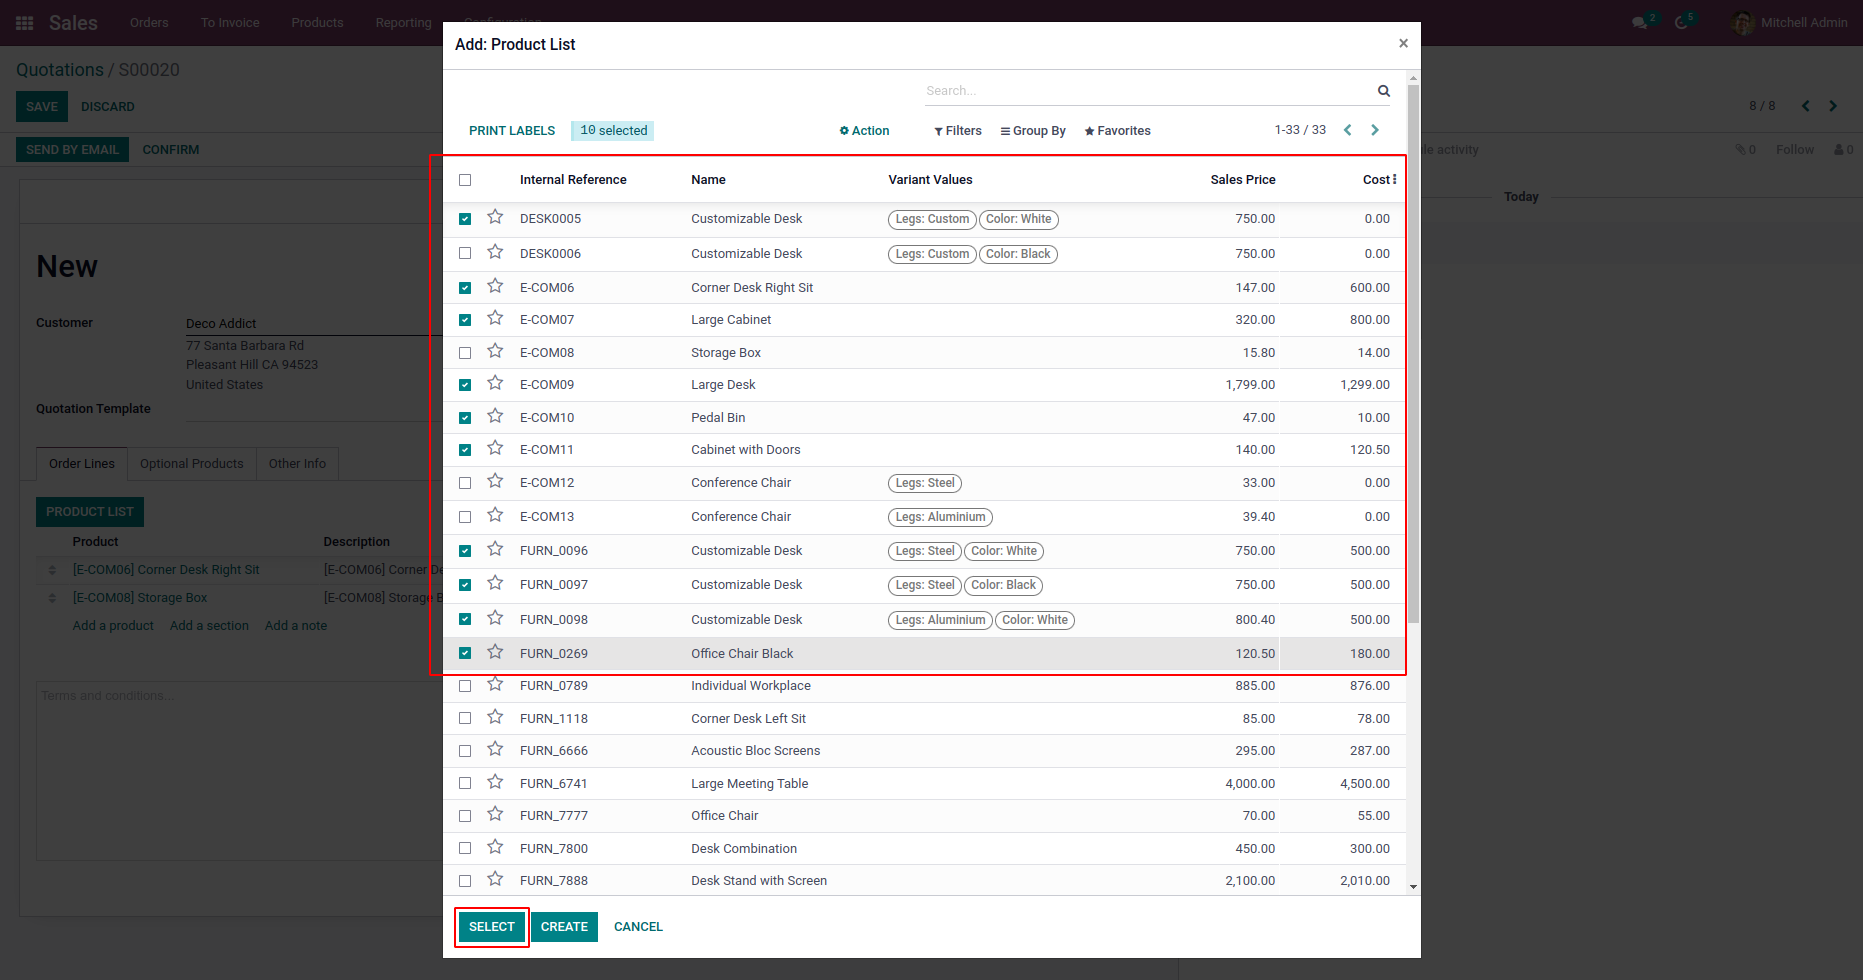 Sales Orders To Invoice Products Reporting Configuration 2 5 Mitchell Admin
Add: Product List ×
Quotations / S00020
Search...
SAVE DISCARD 8 / 8
PRINT LABELS 10 selected Action Filters Group By Favorites 1-33 / 33
SEND BY EMAIL CONFIRM activity 0 Follow 0
Internal Reference Name Variant Values Sales Price Cost
Today
DESK0005 Customizable Desk Legs: Custom Color: White 750.00 0.00
DESK0006 Customizable Desk Legs: Custom Color: Black 750.00 0.00
New
E-COM06 Corner Desk Right Sit 147.00 600.00
Customer Deco Addict
E-COM07 Large Cabinet 320.00 800.00
77 Santa Barbara Rd
E-COM08 Storage Box 15.80 14.00
Pleasant Hill CA 94523
United States
E-COM09 Large Desk 1,799.00 1,299.00
Quotation Template
E-COM10 Pedal Bin 47.00 10.00
E-COM11 Cabinet with Doors 140.00 120.50
Order Lines Optional Products Other Info
E-COM12 Conference Chair Legs: Steel 33.00 0.00
PRODUCT LIST
E-COM13 Conference Chair Legs: Aluminium 39.40 0.00
Product Description
FURN_0096 Customizable Desk Legs: Steel Color: White 750.00 500.00
[E-COM06] Corner Desk Right Sit [E-COM06] Corner De
FURN_0097 Customizable Desk Legs: Steel Color: Black 750.00 500.00
[E-COM08] Storage Box [E-COM08] Storage B
FURN_0098 Customizable Desk Legs: Aluminium Color: White 800.40 500.00
Add a product Add a section Add a note
FURN_0269 Office Chair Black 120.50 180.00
FURN_0789 Individual Workplace 885.00 876.00
Terms and conditions...
FURN_1118 Corner Desk Left Sit 85.00 78.00
FURN_6666 Acoustic Bloc Screens 295.00 287.00
FURN_6741 Large Meeting Table 4,000.00 4,500.00
FURN_7777 Office Chair 70.00 55.00
FURN_7800 Desk Combination 450.00 300.00
FURN_7888 Desk Stand with Screen 2,100.00 2,010.00
SELECT CREATE CANCEL